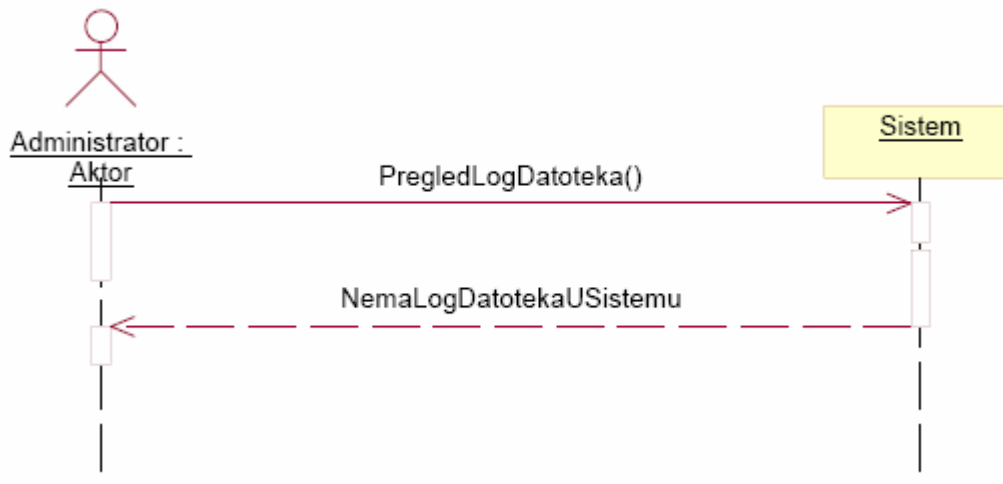 Administrator :
Aktor
Sistem
PregledLogDatoteka()
NemaLogDatotekaUSistemu